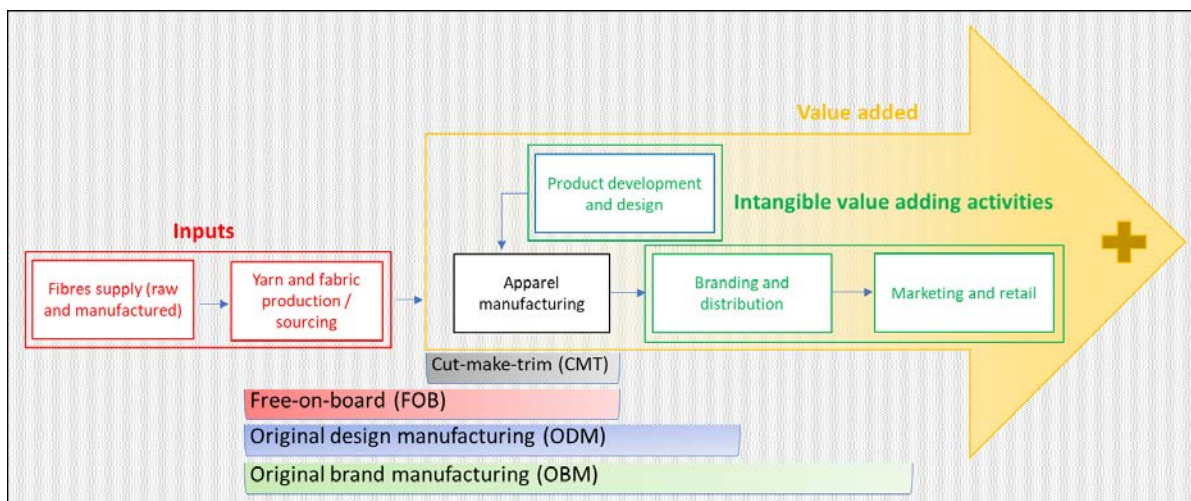 Value added
Product development
and design
Intangible value adding activities
Inputs
Fibres supply (raw
and manufactured)
Yarn and fabric
production /
sourcing
Apparel
manufacturing
Branding and
distribution
Marketing and retail
Cut-make-trim (CMT)
Free-on-board (FOB)
Original design manufacturing (ODM)
Original brand manufacturing (OBM)